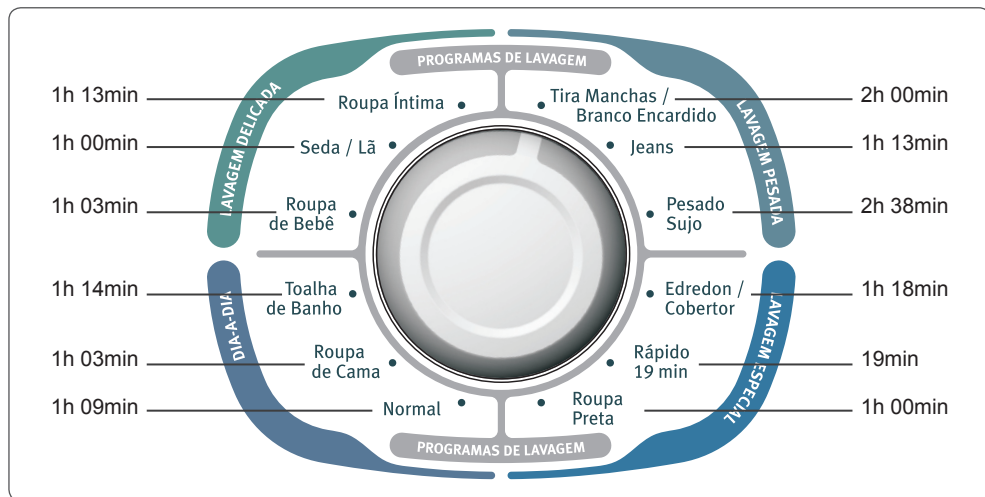 PROGRAMAS DE LAVAGEM
LAVAGEM DELICADA
1h 13min
Roupa Íntima
1h 00min
Seda / Lã
1h 03min
Roupa
de Bebê
LAVAGEM PESADA
Tira Manchas /
Branco Encardido
2h 00min
Jeans
1h 13min
Pesado
Sujo
2h 38min
DIA-A-DIA
1h 14min
Toalha
de Banho
1h 03min
Roupa
de Cama
1h 09min
Normal
LAVAGEM ESPECIAL
Edredon /
Cobertor
1h 18min
Rápido
19 min
19min
Roupa
Preta
1h 00min
PROGRAMAS DE LAVAGEM